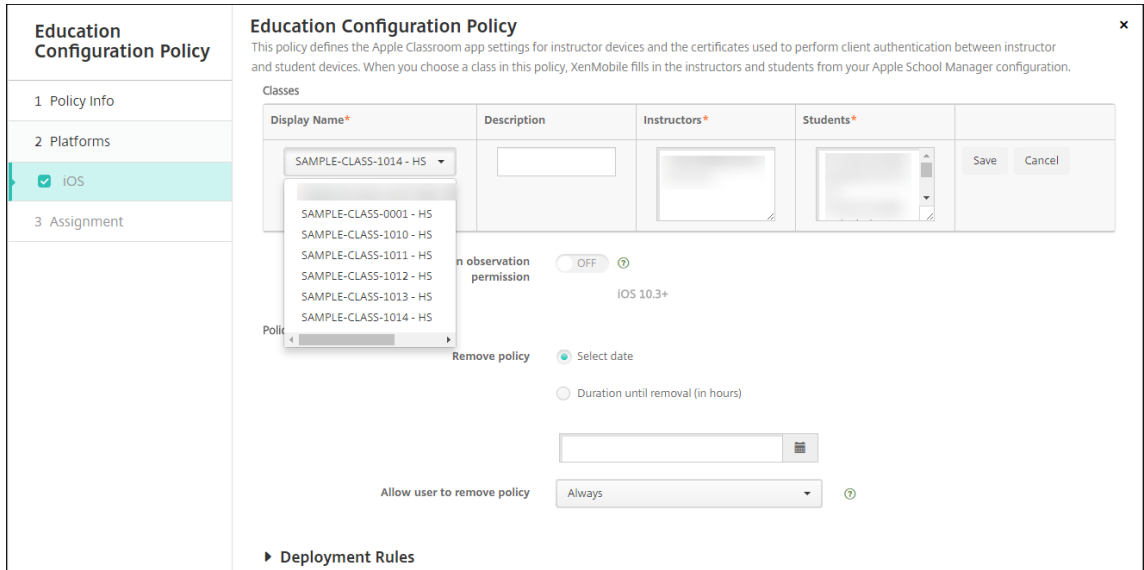 Education
Configuration Policy
1 Policy Info
2 Platforms
iOS
3 Assignment
Education Configuration Policy
×
This policy defines the Apple Classroom app settings for instructor devices and the certificates used to perform client authentication between instructor
and student devices. When you choose a class in this policy, XenMobile fills in the instructors and students from your Apple School Manager configuration.
Classes
Display Name* Description Instructors* Students*
SAMPLE-CLASS-1014 - HS
Save Cancel
SAMPLE-CLASS-0001 - HS
SAMPLE-CLASS-1010 - HS
SAMPLE-CLASS-1011 - HS
SAMPLE-CLASS-1012 - HS
SAMPLE-CLASS-1013 - HS
SAMPLE-CLASS-1014 - HS
n observation
permission
OFF ?
iOS 10.3+
Polic
Remove policy
Select date
Duration until removal (in hours)
Allow user to remove policy
Always
?
Deployment Rules